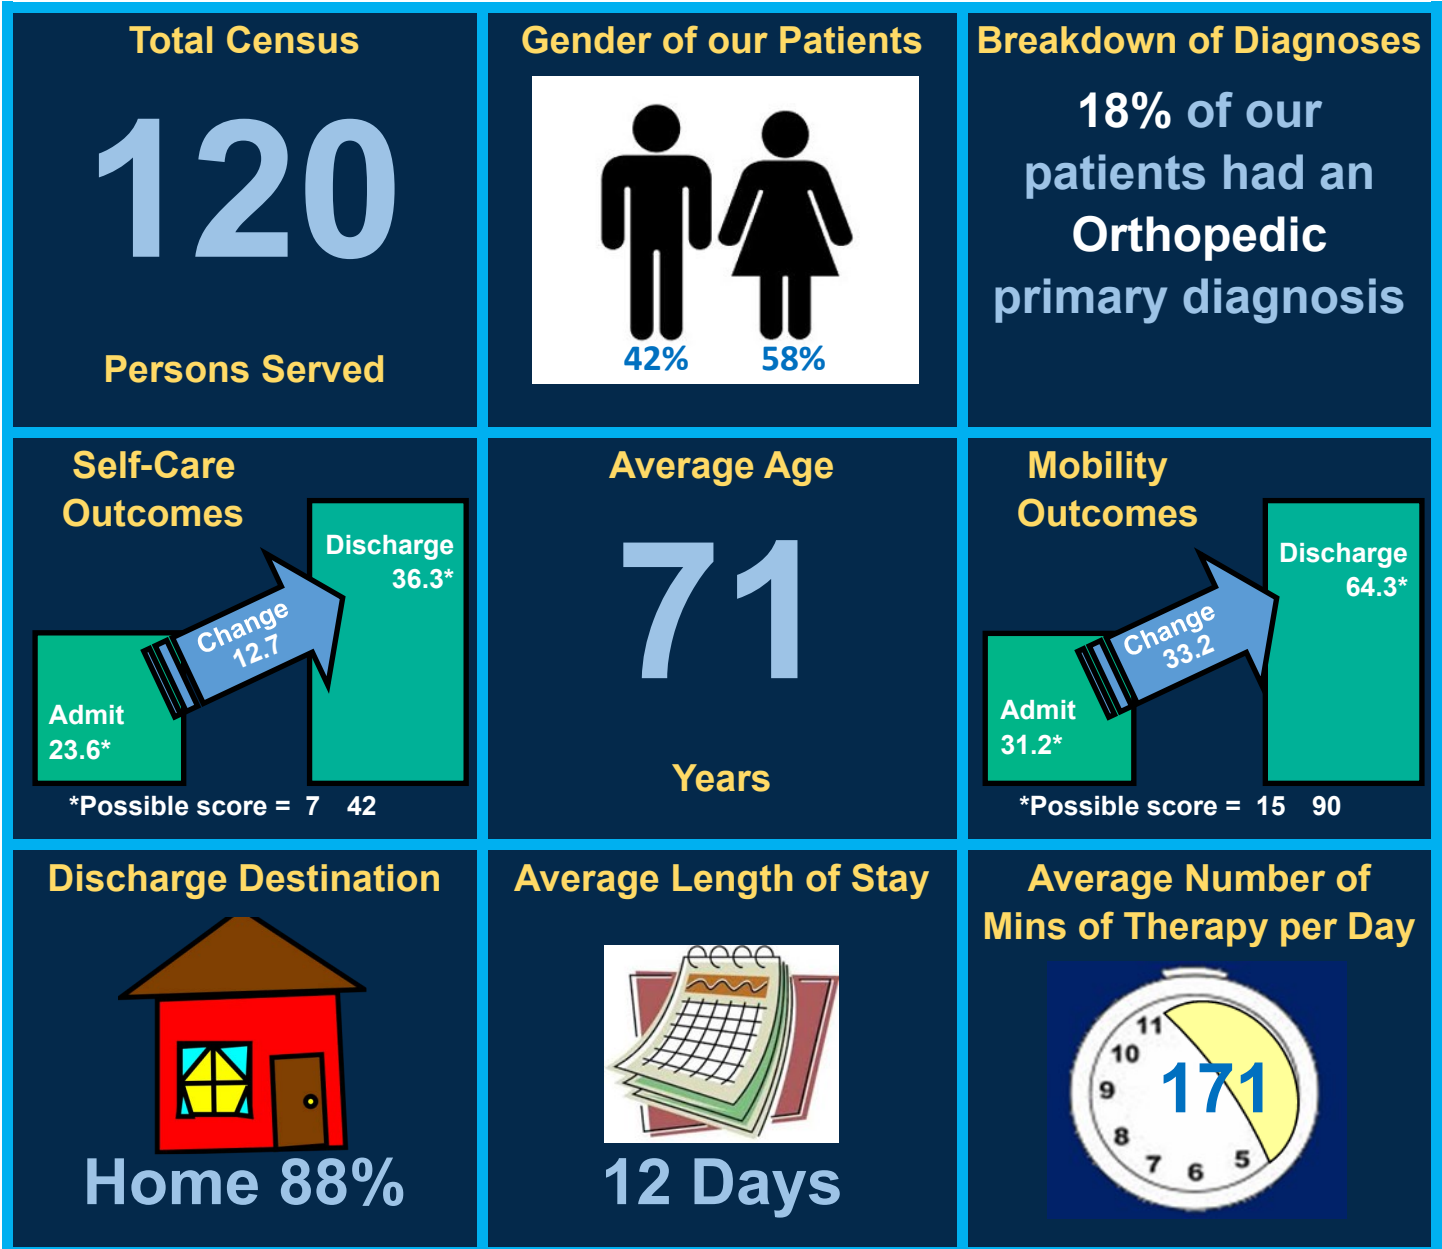 Total Census
120
Persons Served
Gender of our Patients
42% 58%
Breakdown of Diagnoses
18% of our
patients had an
Orthopedic
primary diagnosis
Self-Care
Outcomes
Discharge
36.3*
Change
12.7
Admit
23.6*
*Possible score = 7 42
Average Age
71
Years
Mobility
Outcomes
Discharge
64.3*
Change
33.2
Admit
31.2*
*Possible score = 15 90
Discharge Destination
Home 88%
Average Length of Stay
12 Days
Average Number of
Mins of Therapy per Day
11
10
9
171
8
7
6
5